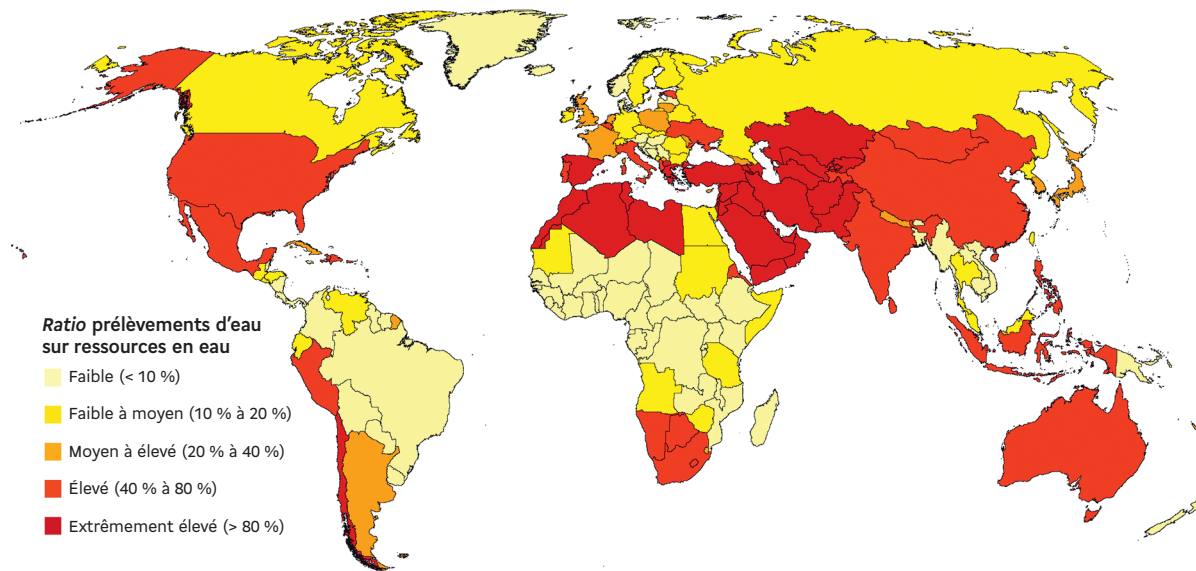 Ratio prélèvements d'eau
sur ressources en eau
Faible (< 10 %)
Faible à moyen (10 % à 20 %)
Moyen à élevé (20 % à 40 %)
Élevé (40 % à 80 %)
Extrêmement élevé (> 80 %)